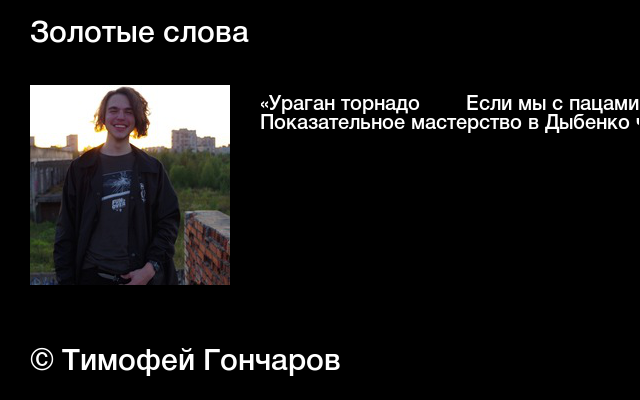 Золотые слова
«Ураган торнадо Если мы с пацами
Показательное мастерство в Дыбенко
© Тимофей Гончаров